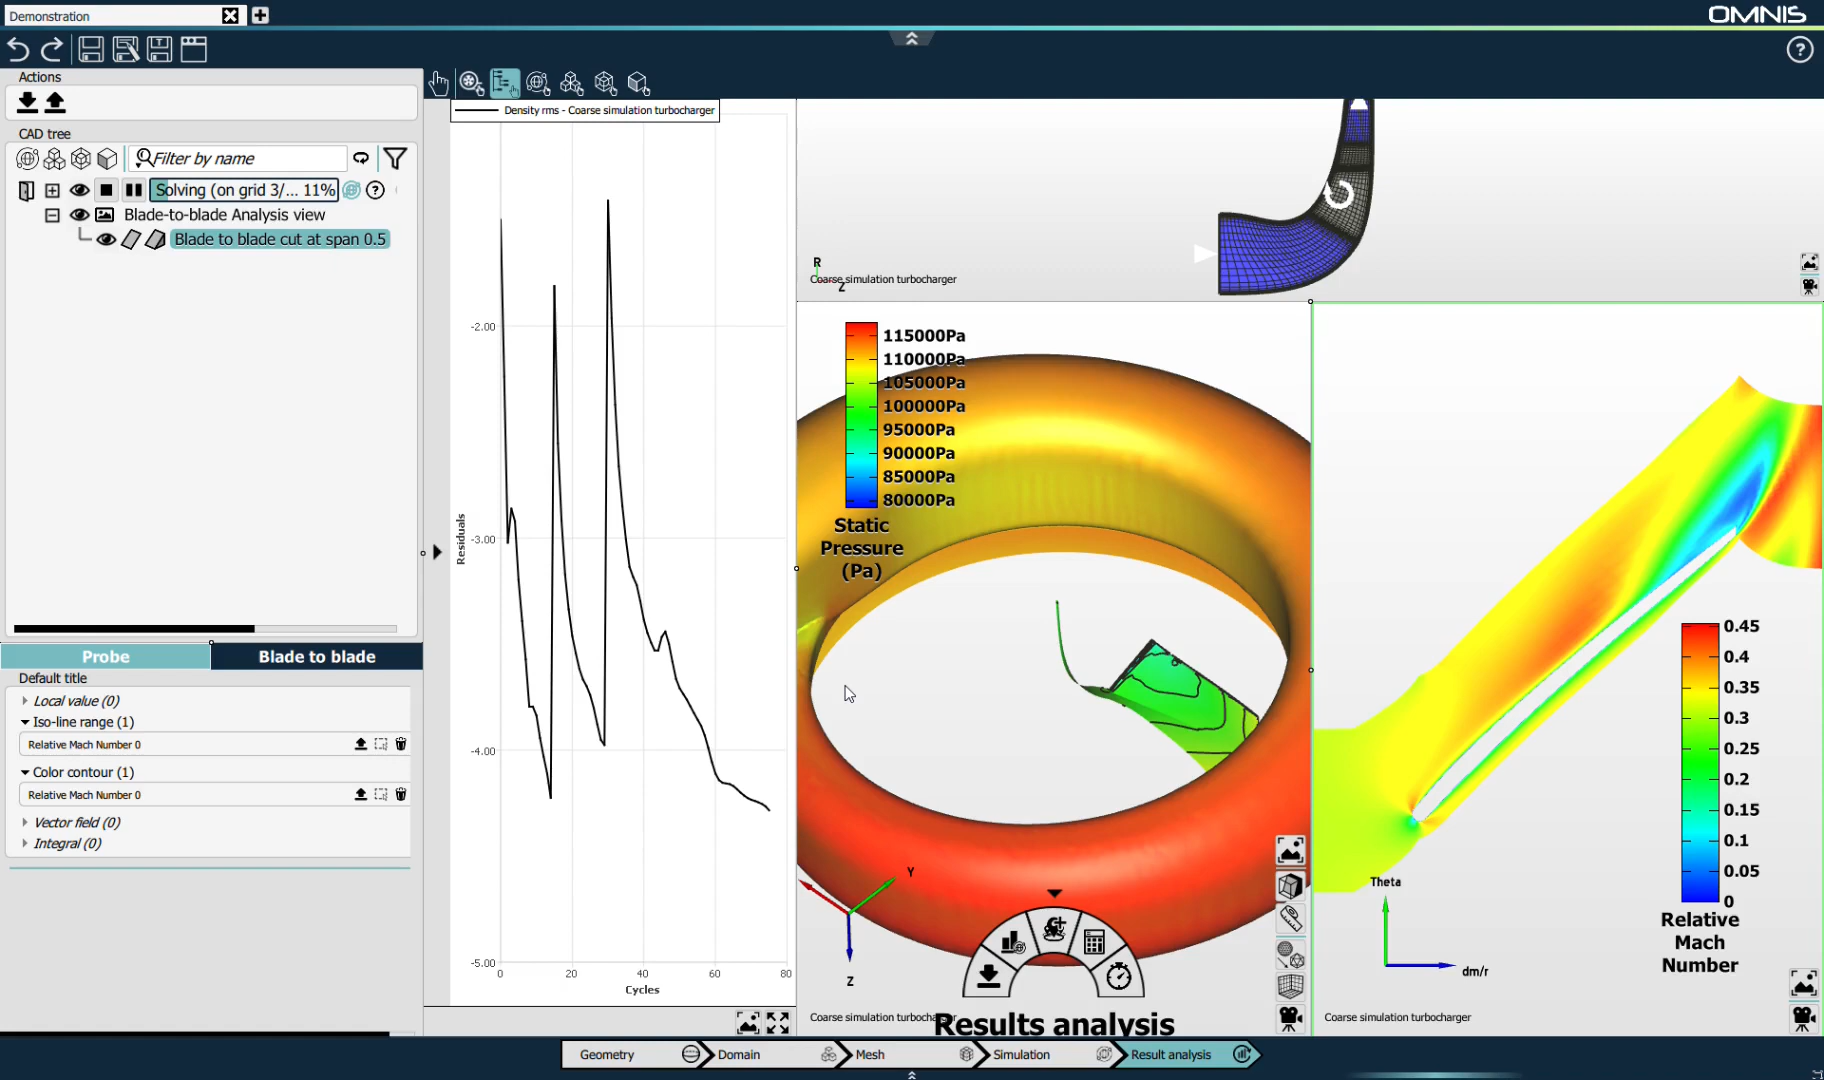 Demonstration
OMNIS
Actions
CAD tree
Filter by name
Solving (on grid 3/... 11%
Blade-to-blade Analysis view
Blade to blade cut at span 0.5
Probe
Blade to blade
Default title
Local value (0)
Iso-line range (1)
Relative Mach Number 0
Color contour (1)
Relative Mach Number 0
Vector field (0)
Integral (0)
Density rms - Coarse simulation turbocharger
-2.00
-3.00
-4.00
-5.00
Residuals
0 20 40 60 80
Cycles
R
Z
Coarse simulation turbocharger
115000Pa
110000Pa
105000Pa
100000Pa
95000Pa
90000Pa
85000Pa
80000Pa
Static
Pressure
(Pa)
Y
Z
Coarse simulation turbocharger
Results analysis
0.45
0.4
0.35
0.3
0.25
0.2
0.15
0.1
0.05
0
Relative
Mach
Number
Theta
dm/r
Coarse simulation turbocharger
Geometry
Domain
Mesh
Simulation
Result analysis